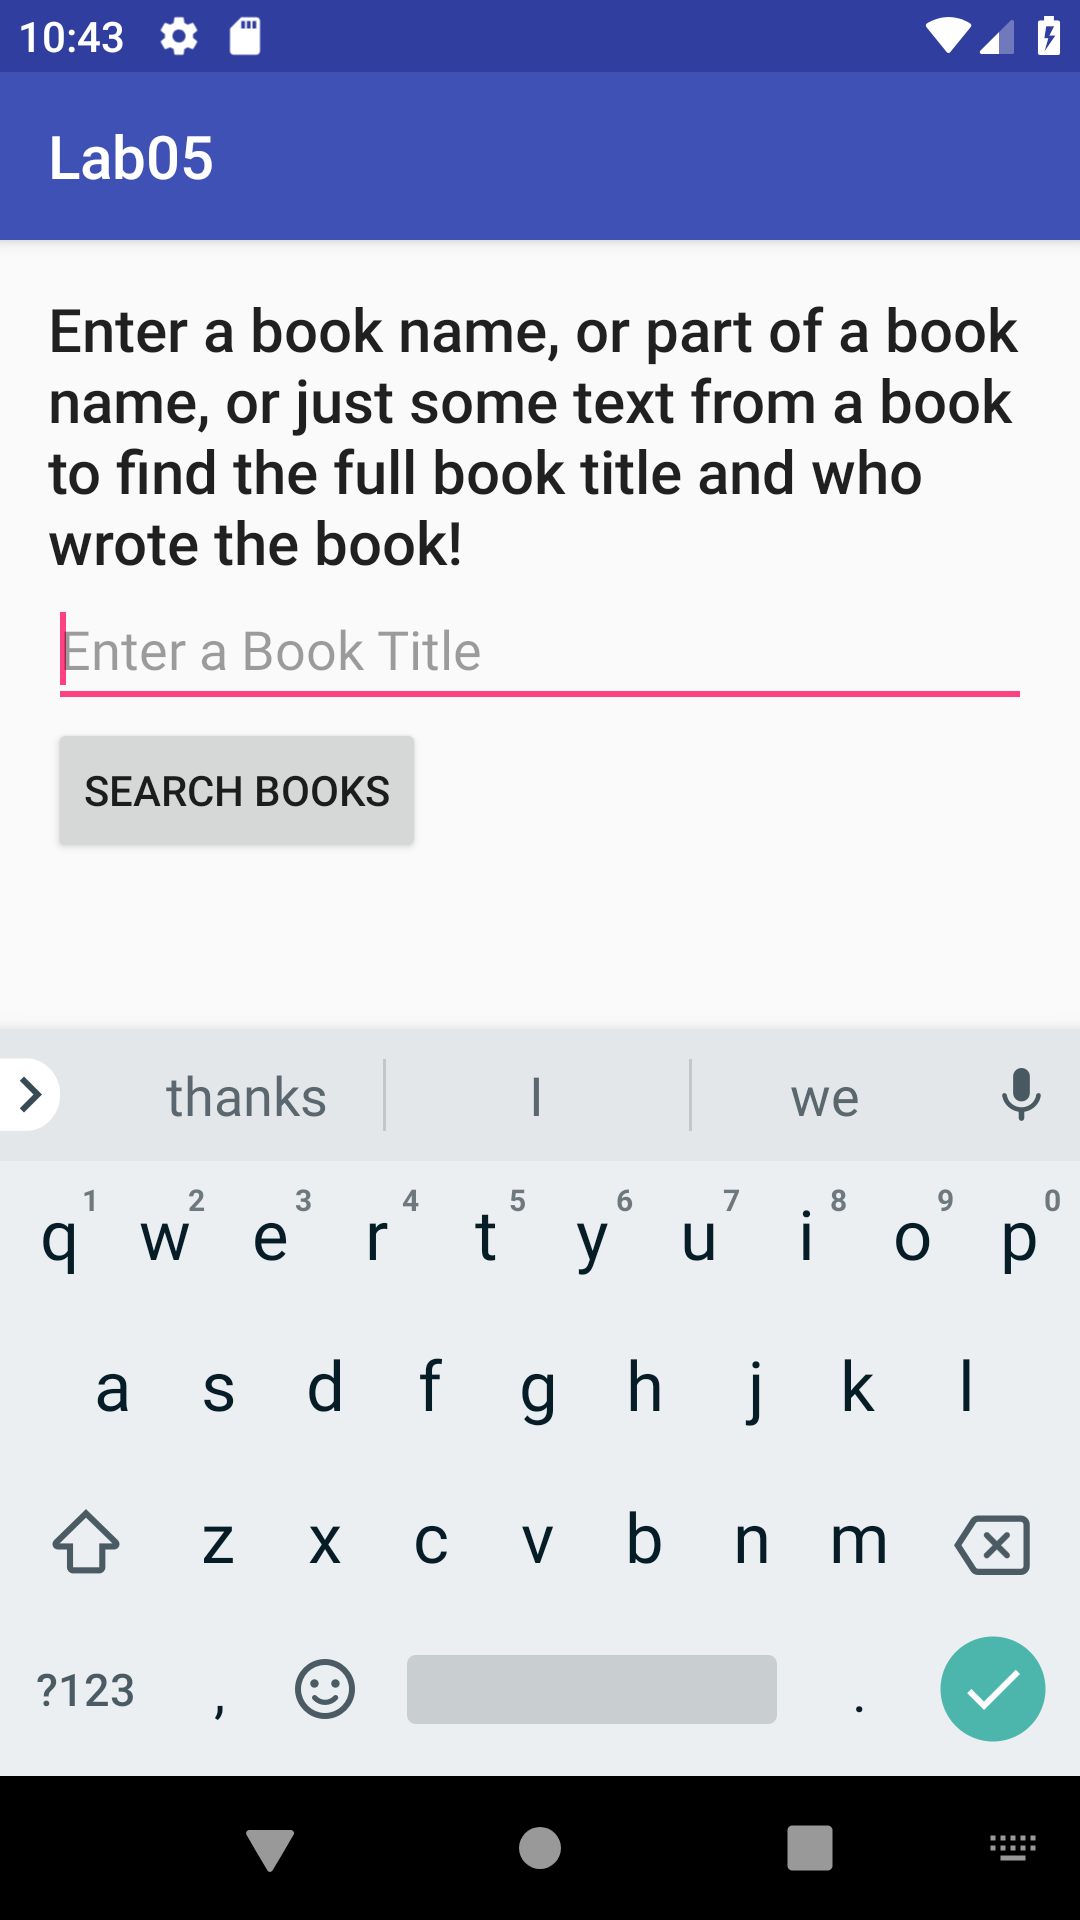 10:43
Lab05
Enter a book name, or part of a book
name, or just some text from a book
to find the full book title and who
wrote the book!
Enter a Book Title
SEARCH BOOKS
thanks I we
1 2 3 4 5 6 7 8 9 0
q w e r t y u i o p
a s d f g h j k l
z x c v b n m
?123 , .